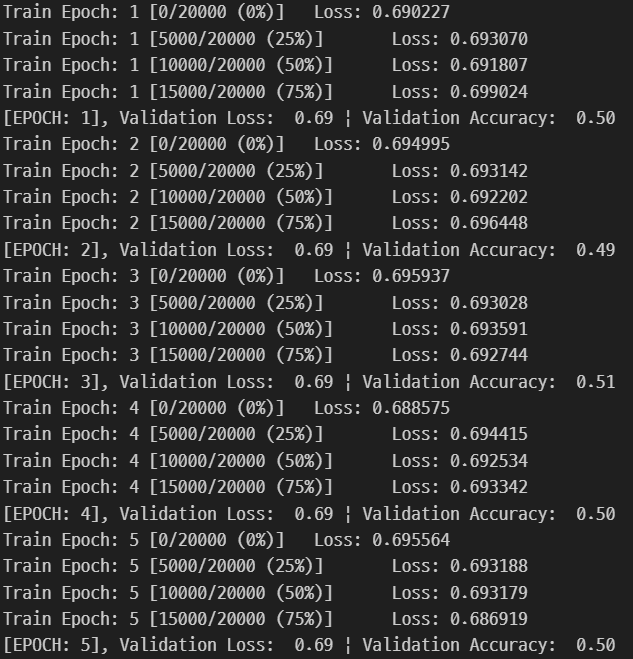 Train Epoch: 1 [0/20000 (0%)]   Loss: 0.690227
Train Epoch: 1 [5000/20000 (25%)]       Loss: 0.693070
Train Epoch: 1 [10000/20000 (50%)]      Loss: 0.691807
Train Epoch: 1 [15000/20000 (75%)]      Loss: 0.699024
[EPOCH: 1], Validation Loss:  0.69 ¦ Validation Accuracy:  0.50
Train Epoch: 2 [0/20000 (0%)]   Loss: 0.694995
Train Epoch: 2 [5000/20000 (25%)]       Loss: 0.693142
Train Epoch: 2 [10000/20000 (50%)]      Loss: 0.692202
Train Epoch: 2 [15000/20000 (75%)]      Loss: 0.696448
[EPOCH: 2], Validation Loss:  0.69 ¦ Validation Accuracy:  0.49
Train Epoch: 3 [0/20000 (0%)]   Loss: 0.695937
Train Epoch: 3 [5000/20000 (25%)]       Loss: 0.693028
Train Epoch: 3 [10000/20000 (50%)]      Loss: 0.693591
Train Epoch: 3 [15000/20000 (75%)]      Loss: 0.692744
[EPOCH: 3], Validation Loss:  0.69 ¦ Validation Accuracy:  0.51
Train Epoch: 4 [0/20000 (0%)]   Loss: 0.688575
Train Epoch: 4 [5000/20000 (25%)]       Loss: 0.694415
Train Epoch: 4 [10000/20000 (50%)]      Loss: 0.692534
Train Epoch: 4 [15000/20000 (75%)]      Loss: 0.693342
[EPOCH: 4], Validation Loss:  0.69 ¦ Validation Accuracy:  0.50
Train Epoch: 5 [0/20000 (0%)]   Loss: 0.695564
Train Epoch: 5 [5000/20000 (25%)]       Loss: 0.693188
Train Epoch: 5 [10000/20000 (50%)]      Loss: 0.693179
Train Epoch: 5 [15000/20000 (75%)]      Loss: 0.686919
[EPOCH: 5], Validation Loss:  0.69 ¦ Validation Accuracy:  0.50